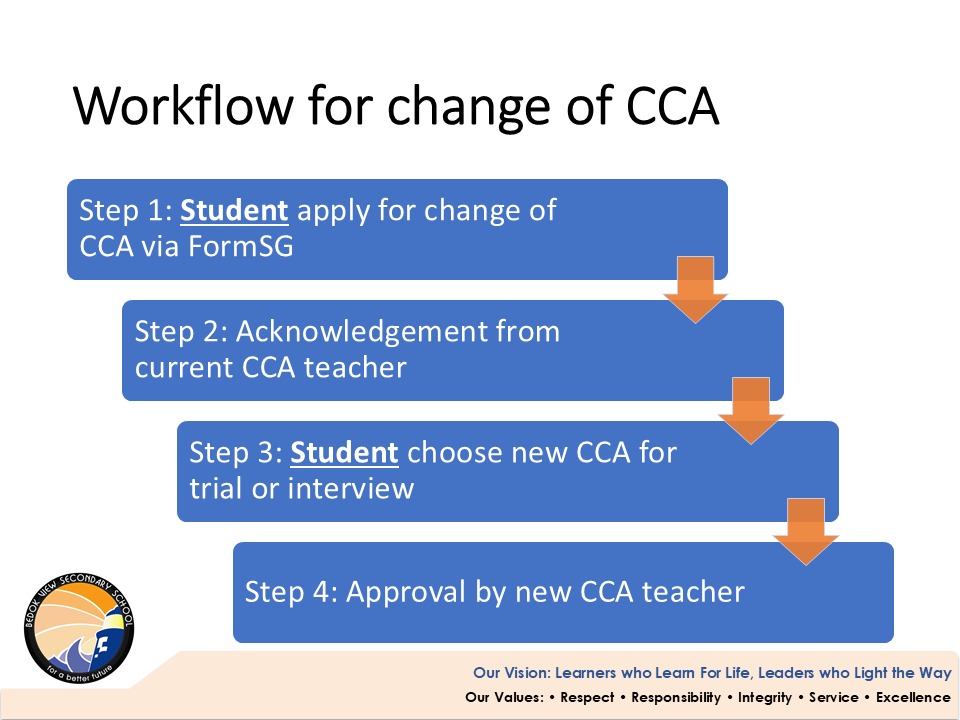 Workflow for change of CCA
Step 1: Student apply for change of
CCA via FormSG
Step 2: Acknowledgement from
current CCA teacher
Step 3: Student choose new CCA for
trial or interview
Step 4: Approval by new CCA teacher
BEDOK VIEW SECONDARY SCHOOL
for a better future
Our Vision: Learners who Learn For Life, Leaders who Light the Way
Our Values: • Respect • Responsibility • Integrity • Service • Excellence